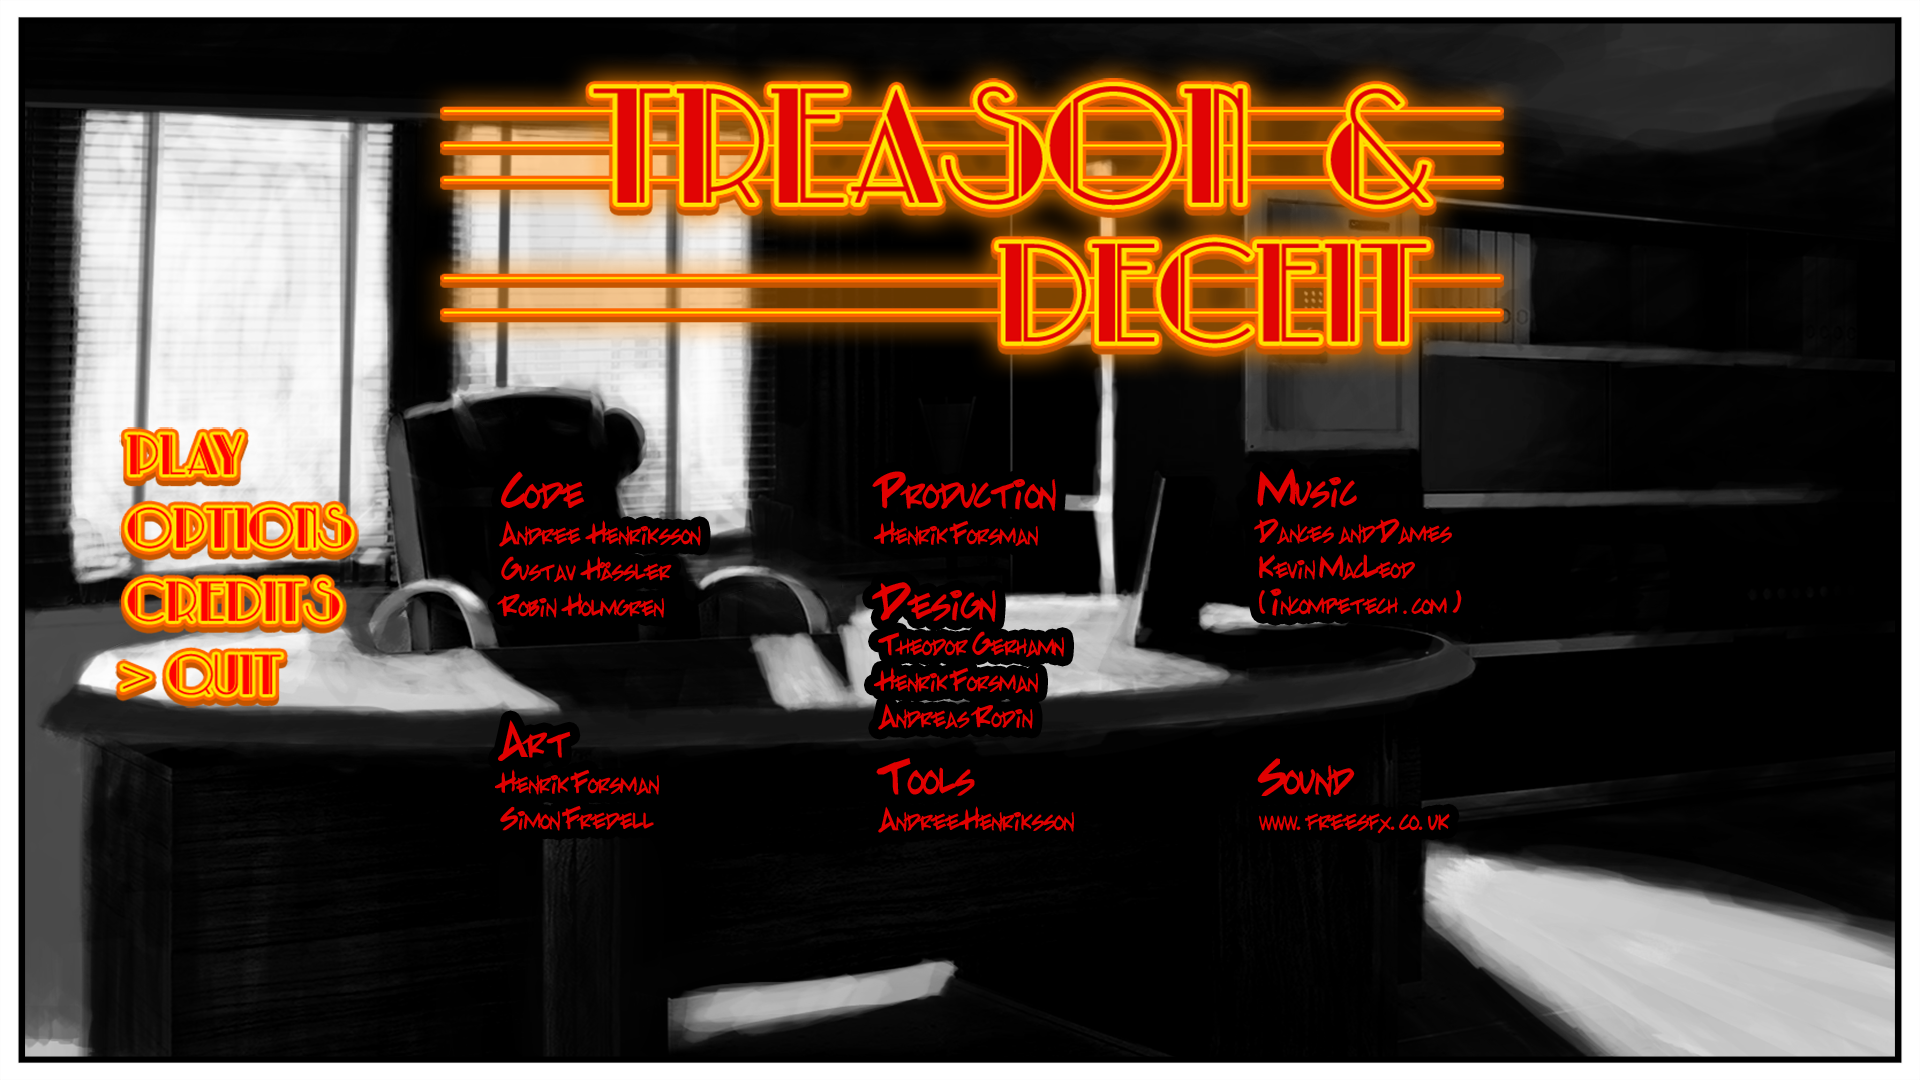 TREASON &
DECEIT
PLAY
OPTIONS
CREDITS
> QUIT
CODE
ANDREE HENRIKSSON
GUSTAV HÅSSLER
ROBIN HOLMGREN
ART
HENRIK FORSMAN
SIMON FREDELL
PRODUCTION
HENRIK FORSMAN
DESIGN
THEODOR GERHAMN
HENRIK FORSMAN
ANDREAS RODIN
TOOLS
ANDREE HENRIKSSON
MUSIC
DANCES AND DAMES
KEVIN MACLEOD
(INCOMPETECH.COM)
SOUND
WWW.FREESFX.CO.UK